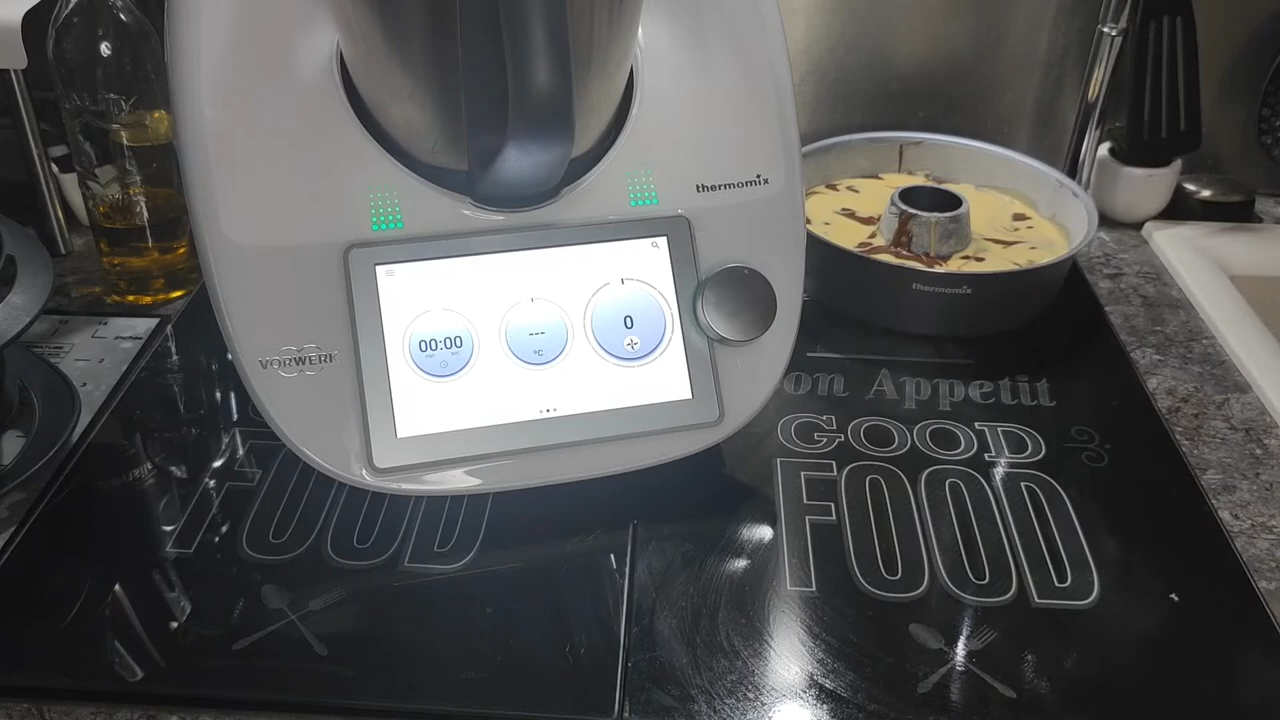 thermomix
00:00
min sec
---
°C
0
VORWERK
thermomix
on Appetit
GOOD
FOOD
FOOD